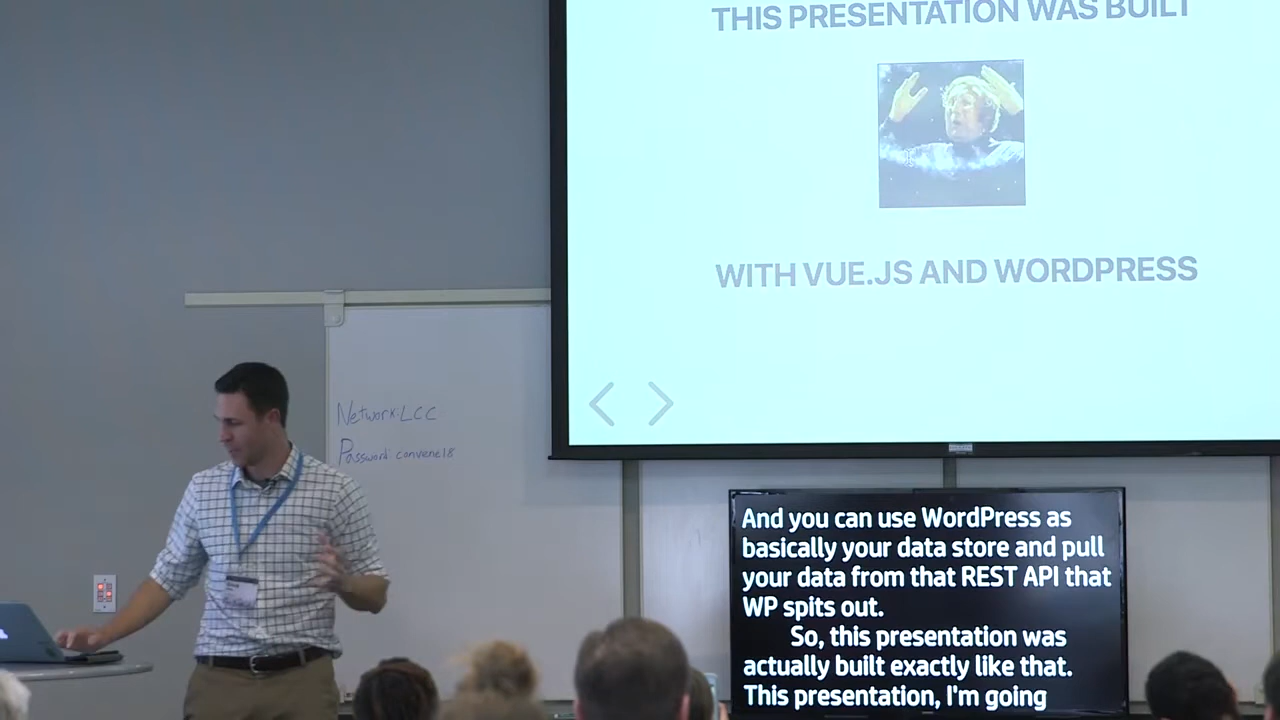 THIS PRESENTATION WAS BUILT
WITH VUE.JS AND WORDPRESS
Network: LCC
Password convene18
And you can use WordPress as
basically your data store and pull
your data from that REST API that
WP spits out.
So, this presentation was
actually built exactly like that.
This presentation, I'm going